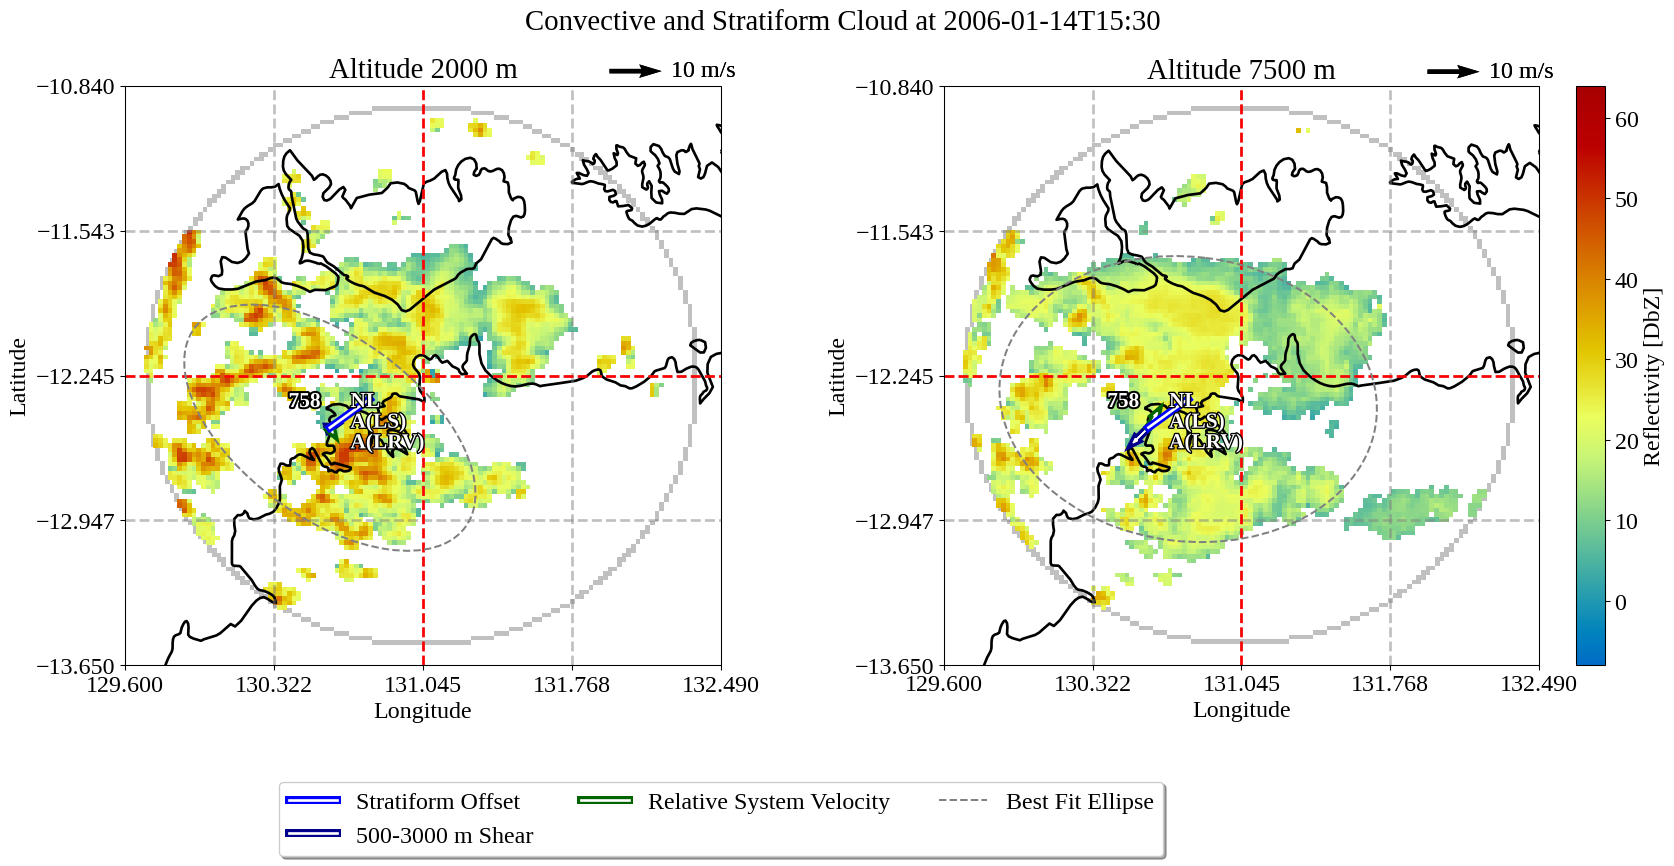 Convective and Stratiform Cloud at 2006-01-14T15:30
Altitude 2000 m
10 m/s
Altitude 7500 m
10 m/s
−10.840
−11.543
−12.245
−12.947
−13.650
Latitude
129.600
130.322
131.045
131.768
132.490
Longitude
758
NL
A(LS)
A(LRV)
−10.840
−11.543
−12.245
−12.947
−13.650
Latitude
129.600
130.322
131.045
131.768
132.490
Longitude
758
NL
A(LS)
A(LRV)
60
50
40
30
20
10
0
Reflectivity [DbZ]
Stratiform Offset
500-3000 m Shear
Relative System Velocity
Best Fit Ellipse